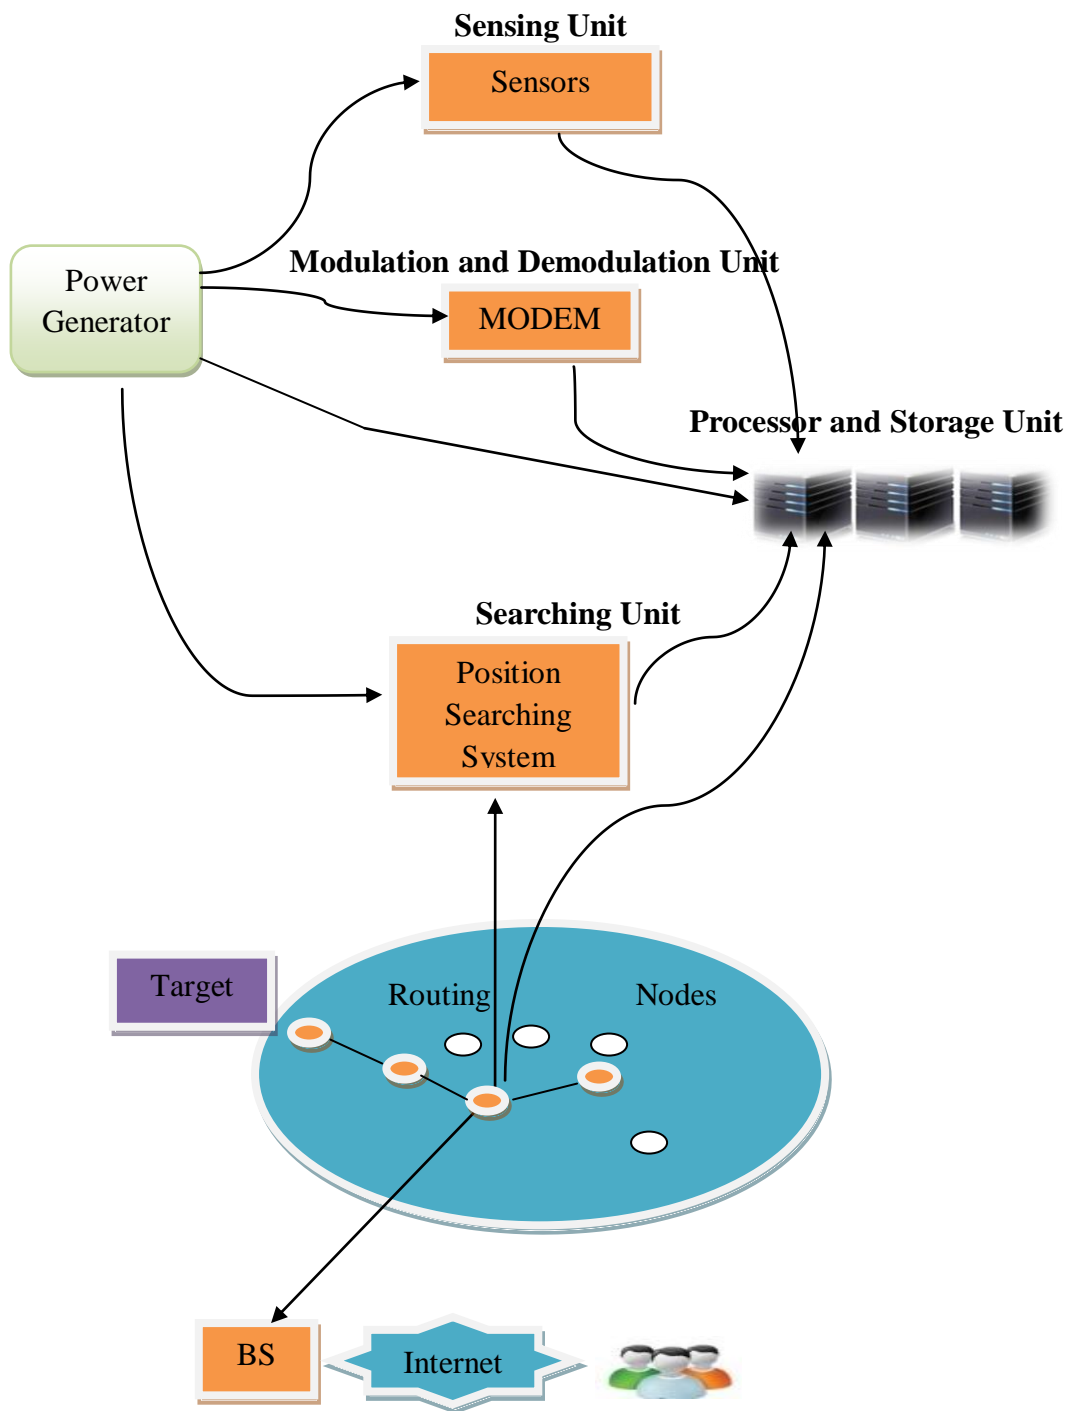 Sensing Unit
Sensors
Power
Generator
Modulation and Demodulation Unit
MODEM
Processor and Storage Unit
Searching Unit
Position
Searching
System
Target
Routing
Nodes
BS
Internet